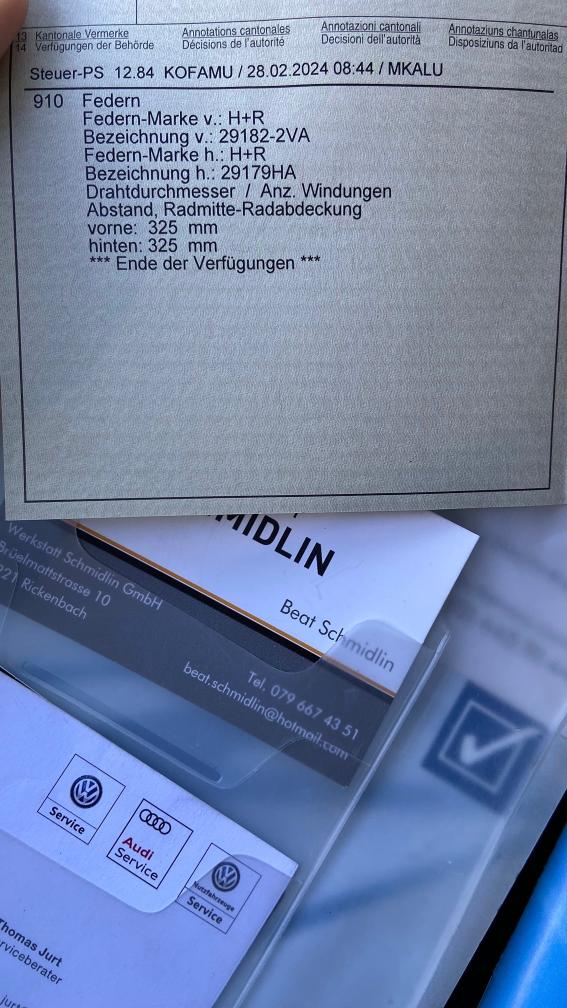 13 Kantonale Vermerke Annotations cantonales Annotazioni cantonali Annotaziuns chantunalas
14 Verfügungen der Behörde Décisions de l'autorité Decisioni dell'autorità Disposiziuns da l'autoritad
Steuer-PS 12.84 KOFAMU / 28.02.2024 08:44 / MKALU
910 Federn
Federn-Marke v.: H+R
Bezeichnung v.: 29182-2VA
Federn-Marke h.: H+R
Bezeichnung h.: 29179HA
Drahtdurchmesser / Anz. Windungen
Abstand, Radmitte-Radabdeckung
vorne: 325 mm
hinten: 325 mm
*** Ende der Verfügungen ***
MIDLIN
Werkstatt Schmidlin GmbH
Brüelmattstrasse 10
221 Rickenbach
Beat Schmidlin
Tel. 079 667 43 51
beat.schmidlin@hotmail.com
Service
Audi
Service
Nutzfahrzeuge
Service
Thomas Jurt
rviceberater